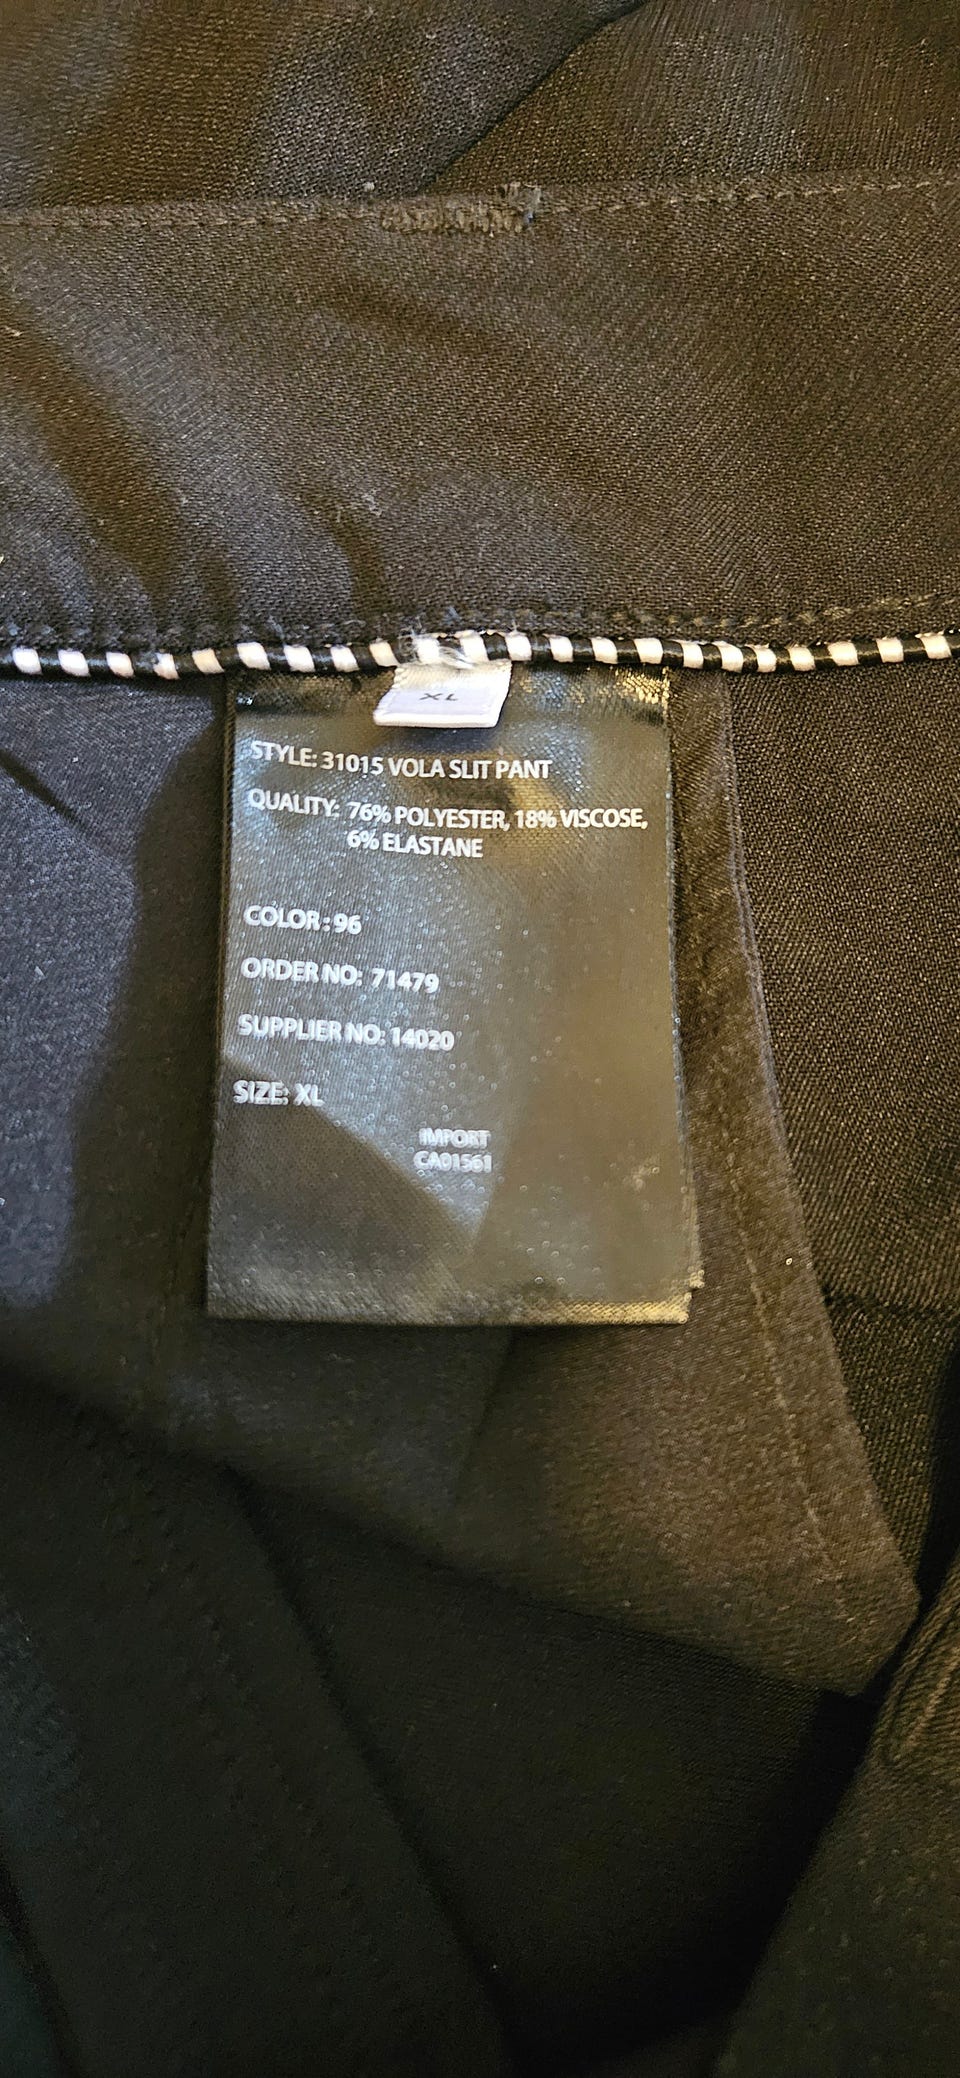 XL
STYLE: 31015 VOLA SLIT PANT
QUALITY: 76% POLYESTER, 18% VISCOSE,
6% ELASTANE
COLOR: 96
ORDER NO: 71479
SUPPLIER NO: 14020
SIZE: XL
IMPORT
CA01561